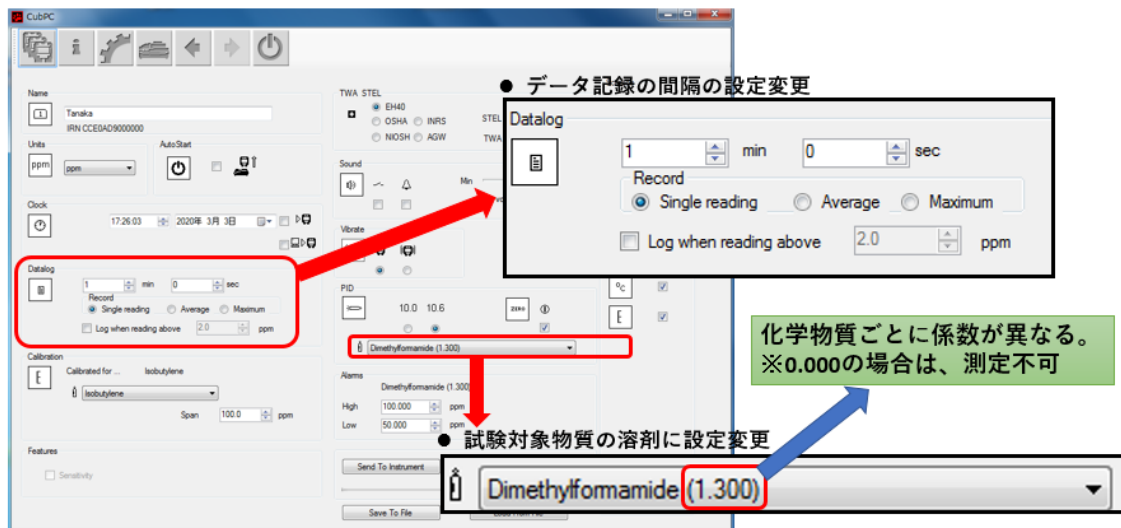 CubPC
Name
Tanaka
IRN CCE0AD9000000
Units
AutoStart
ppm
ppm
Clock
17:26:03
2020年 3月 3日
Datalog
1 min 0 sec
Record
Single reading Average Maximum
Log when reading above 2.0 ppm
Calibration
Calibrated for ... Isobutylene
Isobutylene
Span 100.0 ppm
Features
Sensitivity
TWA STEL
EH40
OSHA INRS
NIOSH AGW
STEL
TWA
Sound
Min
Vibrate
PID
10.0 10.6
ZERO
Dimethylformamide (1.300)
Alarms
Dimethylformamide (1.300)
High 100.000 ppm
Low 50.000 ppm
Send To Instrument
Save To File
°C
E
E
● データ記録の間隔の設定変更
Datalog
1 min 0 sec
Record
Single reading Average Maximum
Log when reading above 2.0 ppm
化学物質ごとに係数が異なる。
※0.000の場合は、測定不可
● 試験対象物質の溶剤に設定変更
Dimethylformamide (1.300)